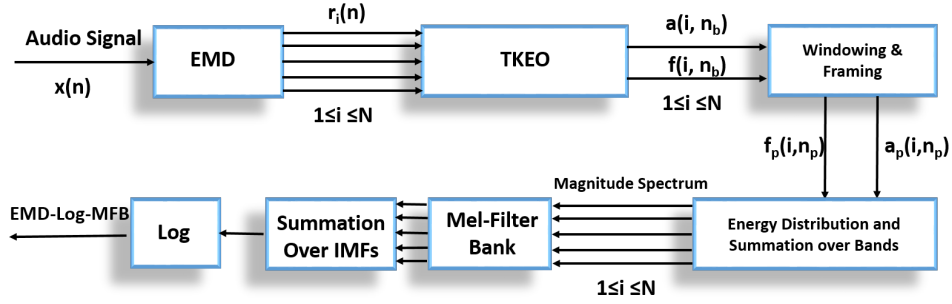 Audio Signal
x(n)
EMD
rᵢ(n)
1≤i ≤N
TKEO
a(i, n_b)
f(i, n_b)
1≤i ≤N
Windowing &
Framing
f_p(i,n_p)
a_p(i,n_p)
Energy Distribution and
Summation over Bands
Magnitude Spectrum
1≤i ≤N
Mel-Filter
Bank
Summation
Over IMFs
Log
EMD-Log-MFB